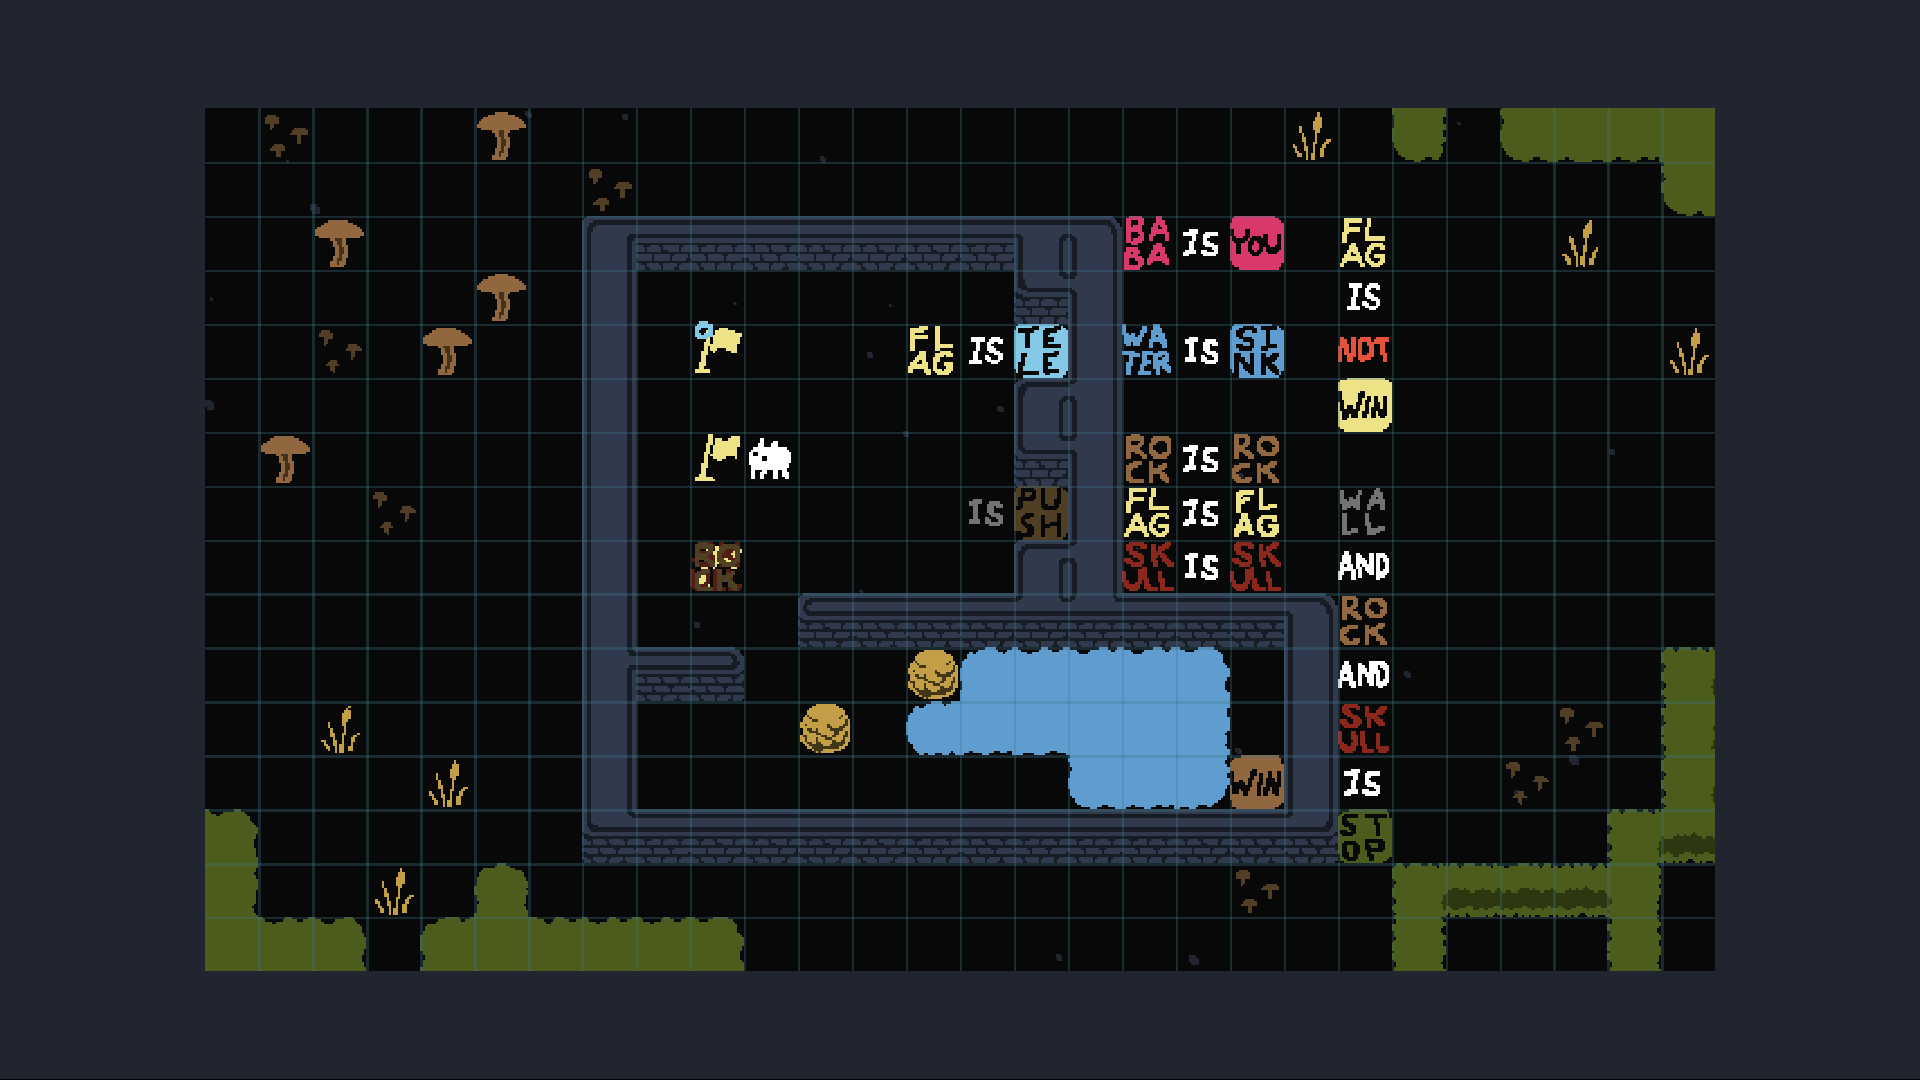 BABA IS YOU
FLAG IS NOT WIN
FLAG IS TELE
WATER IS SINK
ROCK IS ROCK
IS PUSH
FLAG IS FLAG
SKULL IS SKULL
WALL AND ROCK AND SKULL IS STOP
WIN